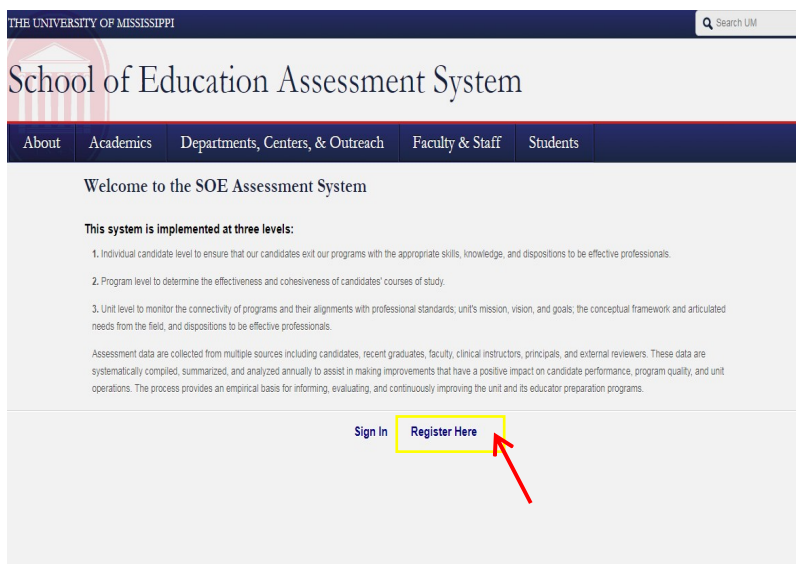 THE UNIVERSITY OF MISSISSIPPI
Search UM
School of Education Assessment System
About Academics Departments, Centers, & Outreach Faculty & Staff Students
Welcome to the SOE Assessment System
This system is implemented at three levels:
1. Individual candidate level to ensure that our candidates exit our programs with the appropriate skills, knowledge, and dispositions to be effective professionals.
2. Program level to determine the effectiveness and cohesiveness of candidates' courses of study.
3. Unit level to monitor the connectivity of programs and their alignments with professional standards; unit's mission, vision, and goals; the conceptual framework and articulated
needs from the field, and dispositions to be effective professionals.
Assessment data are collected from multiple sources including candidates, recent graduates, faculty, clinical instructors, principals, and external reviewers. These data are
systematically compiled, summarized, and analyzed annually to assist in making improvements that have a positive impact on candidate performance, program quality, and unit
operations. The process provides an empirical basis for informing, evaluating, and continuously improving the unit and its educator preparation programs.
Sign In Register Here